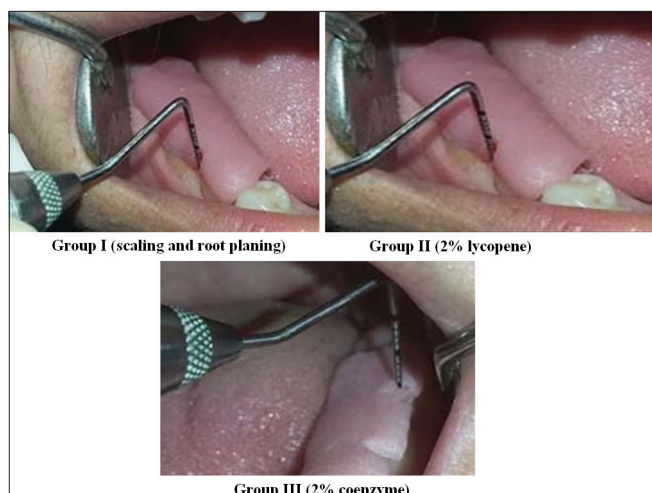 Group I (scaling and root planing)
Group II (2% lycopene)
Group III (2% coenzyme)